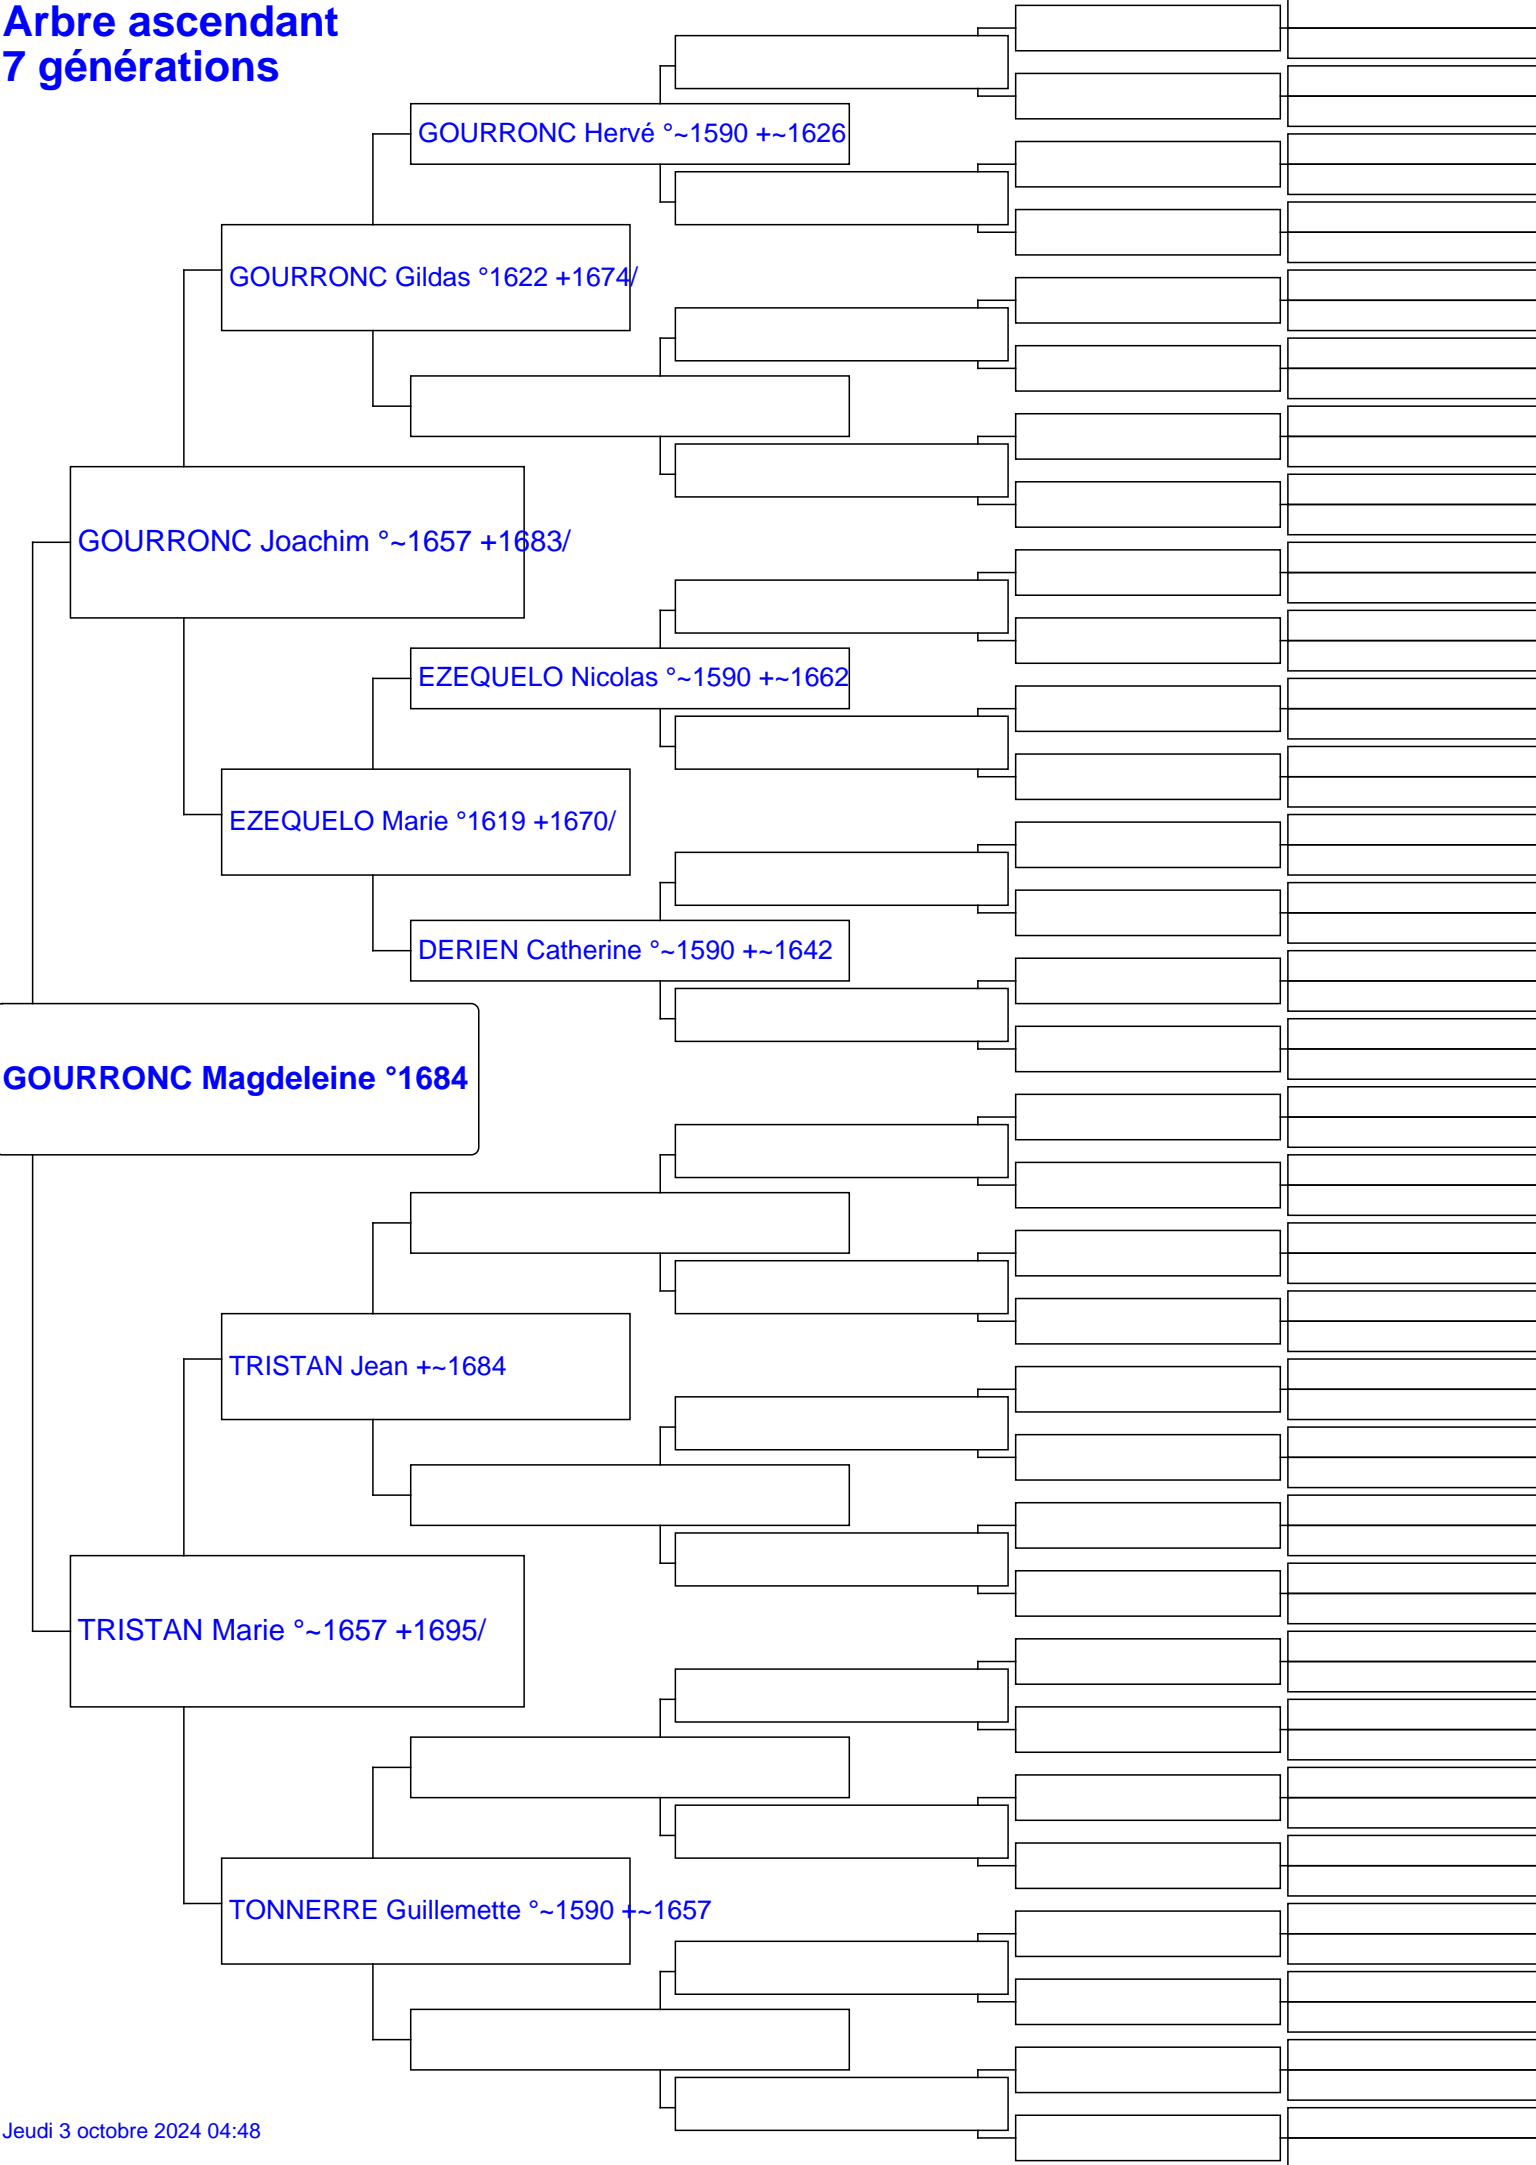 Arbre ascendant
7 générations
GOURRONC Hervé °~1590 +~1626
GOURRONC Gildas °1622 +1674/
GOURRONC Joachim °~1657 +1683/
EZEQUELO Nicolas °~1590 +~1662
EZEQUELO Marie °1619 +1670/
DERIEN Catherine °~1590 +~1642
GOURRONC Magdeleine °1684
TRISTAN Jean +~1684
TRISTAN Marie °~1657 +1695/
TONNERRE Guillemette °~1590 +~1657
Jeudi 3 octobre 2024 04:48